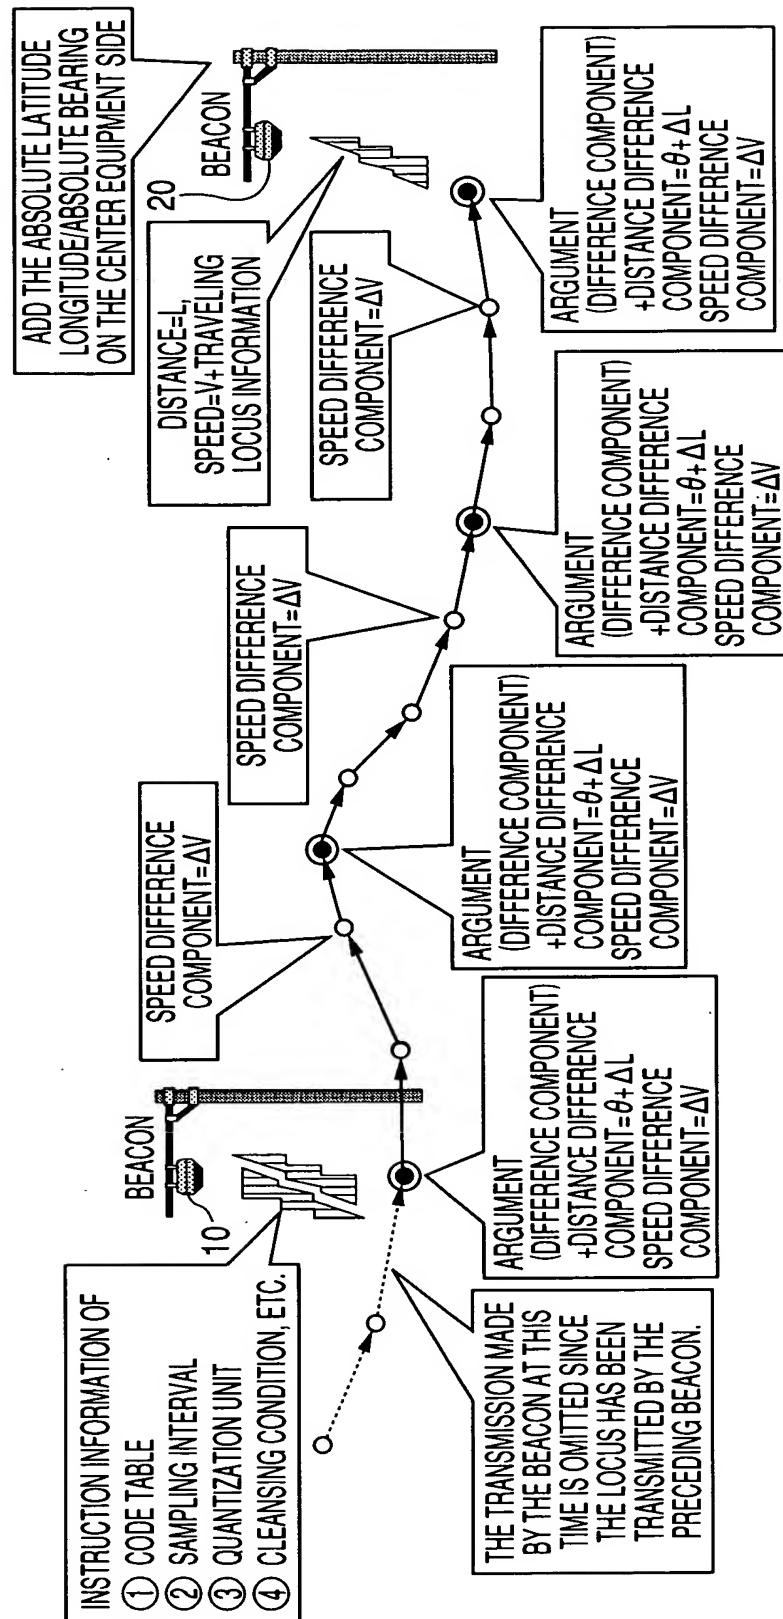 INSTRUCTION INFORMATION OF
① CODE TABLE
② SAMPLING INTERVAL
③ QUANTIZATION UNIT
④ CLEANSING CONDITION, ETC.
BEACON
10
THE TRANSMISSION MADE
BY THE BEACON AT THIS
TIME IS OMITTED SINCE
THE LOCUS HAS BEEN
TRANSMITTED BY THE
PRECEDING BEACON.
ARGUMENT
(DIFFERENCE COMPONENT)
+DISTANCE DIFFERENCE
COMPONENT=θ+ΔL
SPEED DIFFERENCE
COMPONENT=ΔV
SPEED DIFFERENCE
COMPONENT=ΔV
ARGUMENT
(DIFFERENCE COMPONENT)
+DISTANCE DIFFERENCE
COMPONENT=θ+ΔL
SPEED DIFFERENCE
COMPONENT=ΔV
SPEED DIFFERENCE
COMPONENT=ΔV
ARGUMENT
(DIFFERENCE COMPONENT)
+DISTANCE DIFFERENCE
COMPONENT=θ+ΔL
SPEED DIFFERENCE
COMPONENT=ΔV
SPEED DIFFERENCE
COMPONENT=ΔV
DISTANCE=L,
SPEED=V+TRAVELING
LOCUS INFORMATION
ADD THE ABSOLUTE LATITUDE
LONGITUDE/ABSOLUTE BEARING
ON THE CENTER EQUIPMENT SIDE
BEACON
20
ARGUMENT
(DIFFERENCE COMPONENT)
+DISTANCE DIFFERENCE
COMPONENT=θ+ΔL
SPEED DIFFERENCE
COMPONENT=ΔV